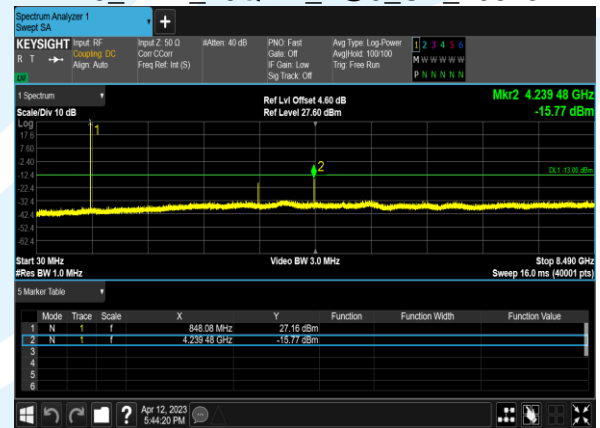 Spectrum Analyzer 1
Swept SA
+
KEYSIGHT Input: RF Input Z: 50 Ω #Atten: 40 dB PNO: Fast Avg Type: Log-Power 1 2 3 4 5 6
R T Coupling: DC Corr CCorr Gate: Off Avg|Hold: 100/100 M W W W W W
Align: Auto Freq Ref: Int (S) IF Gain: Low Trig: Free Run
Sig Track: Off P N N N N N
1 Spectrum Ref Lvl Offset 4.60 dB Mkr2 4.239 48 GHz
Scale/Div 10 dB Ref Level 27.60 dBm -15.77 dBm
Log
17.6
1
7.60
-2.40
2
DL1 -13.00 dBm
-12.4
-22.4
-32.4
-42.4
-52.4
-62.4
Start 30 MHz Video BW 3.0 MHz Stop 8.490 GHz
#Res BW 1.0 MHz Sweep 16.0 ms (40001 pts)
5 Marker Table
Mode Trace Scale X Y Function Function Width Function Value
1 N 1 f 848.08 MHz 27.16 dBm
2 N 1 f 4.239 48 GHz -15.77 dBm
3
4
5
6
? Apr 12, 2023
5:44:20 PM